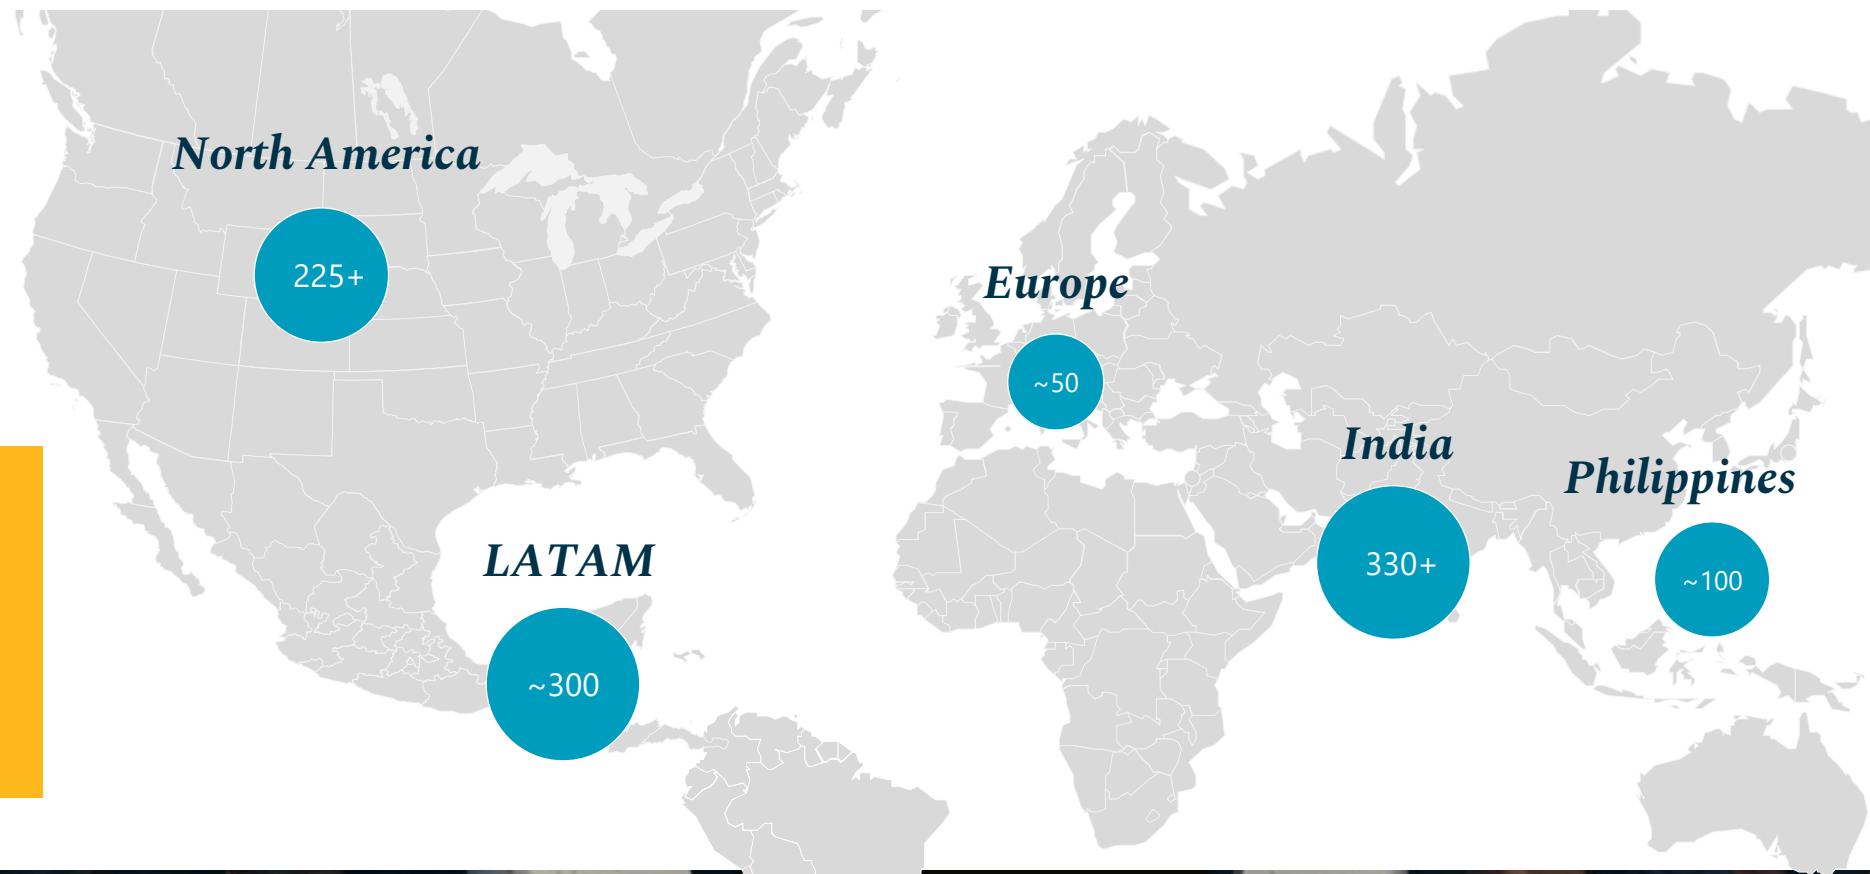 North America
225+
Europe
~50
India
330+
Philippines
~100
LATAM
~300